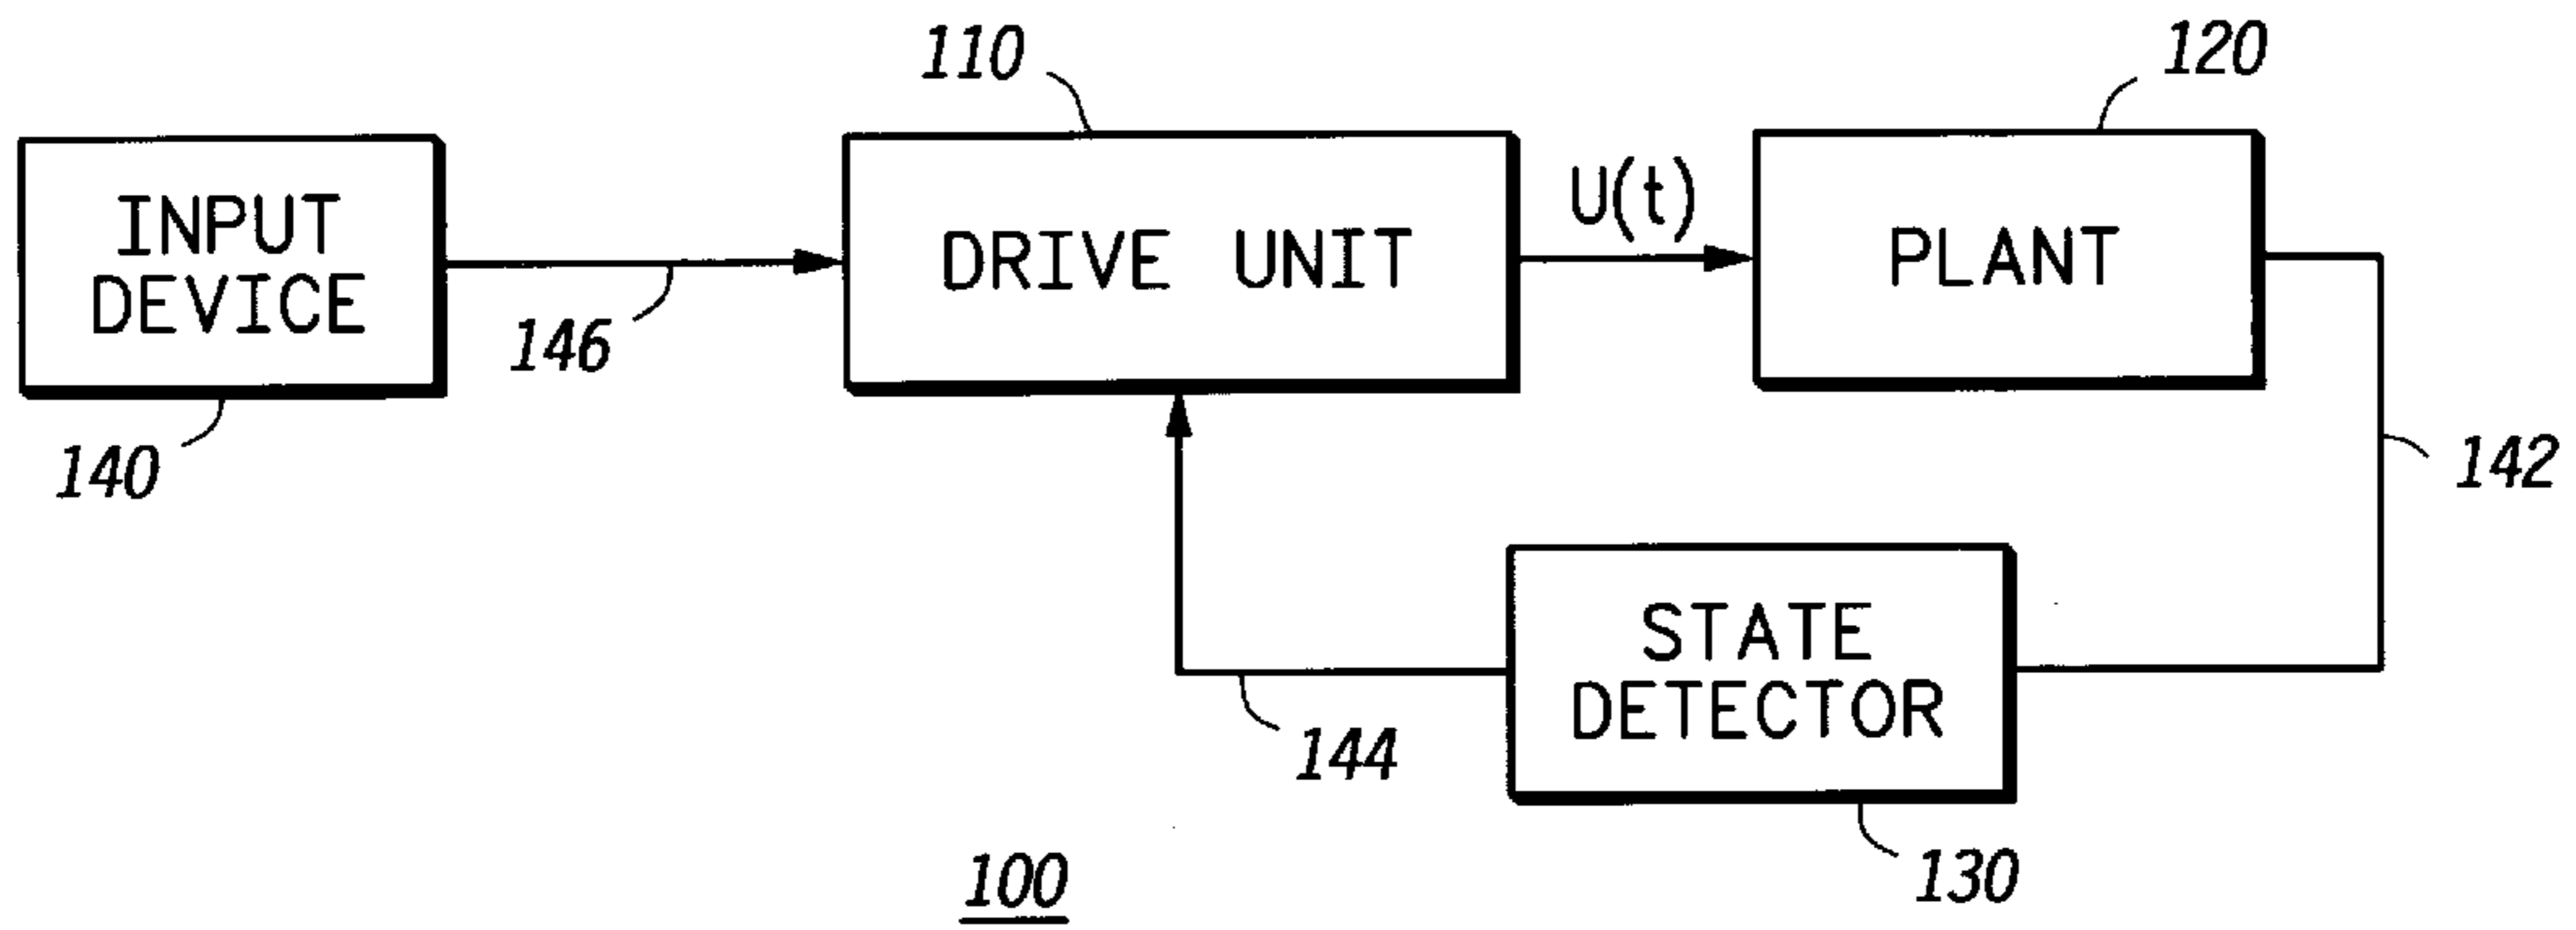 110
120
INPUT
DEVICE
DRIVE UNIT
U(t)
PLANT
146
140
142
STATE
DETECTOR
144
130
100